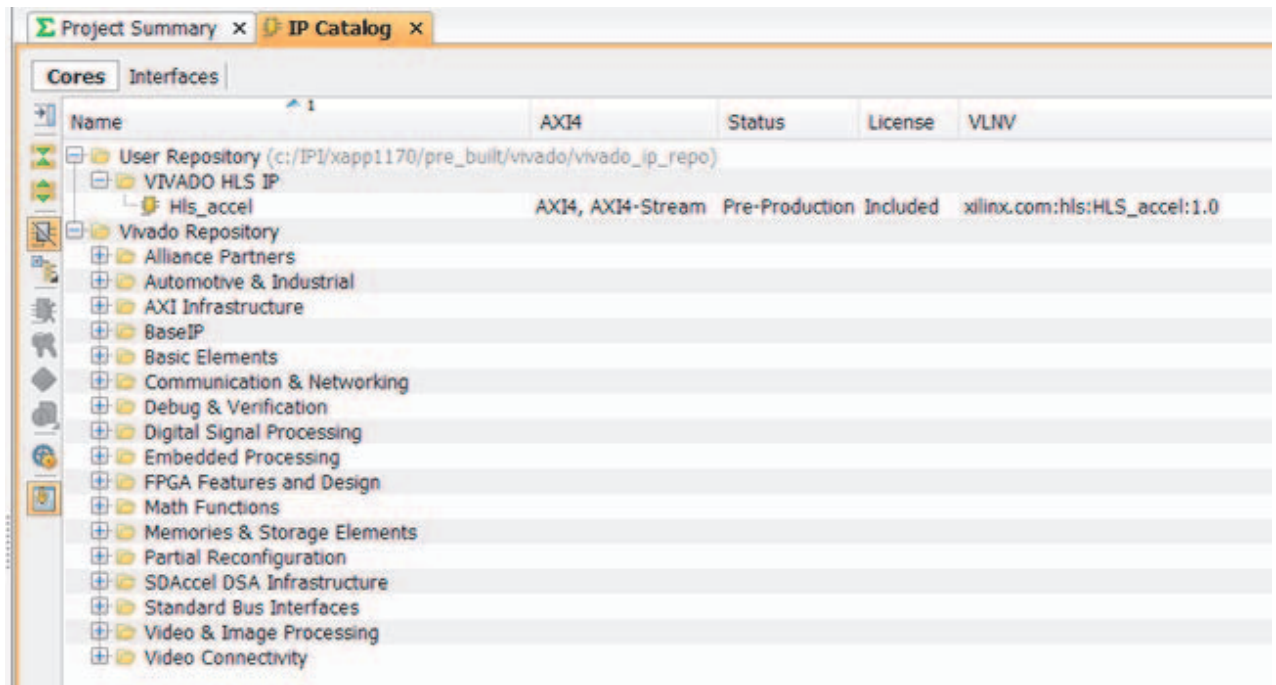 Project Summary × IP Catalog ×
Cores Interfaces
Name 1 AXI4 Status License VLNV
User Repository (c:/IPI/xapp1170/pre_built/vivado/vivado_ip_repo)
VIVADO HLS IP
Hls_accel AXI4, AXI4-Stream Pre-Production Included xilinx.com:hls:HLS_accel:1.0
Vivado Repository
Alliance Partners
Automotive & Industrial
AXI Infrastructure
BaseIP
Basic Elements
Communication & Networking
Debug & Verification
Digital Signal Processing
Embedded Processing
FPGA Features and Design
Math Functions
Memories & Storage Elements
Partial Reconfiguration
SDAccel DSA Infrastructure
Standard Bus Interfaces
Video & Image Processing
Video Connectivity